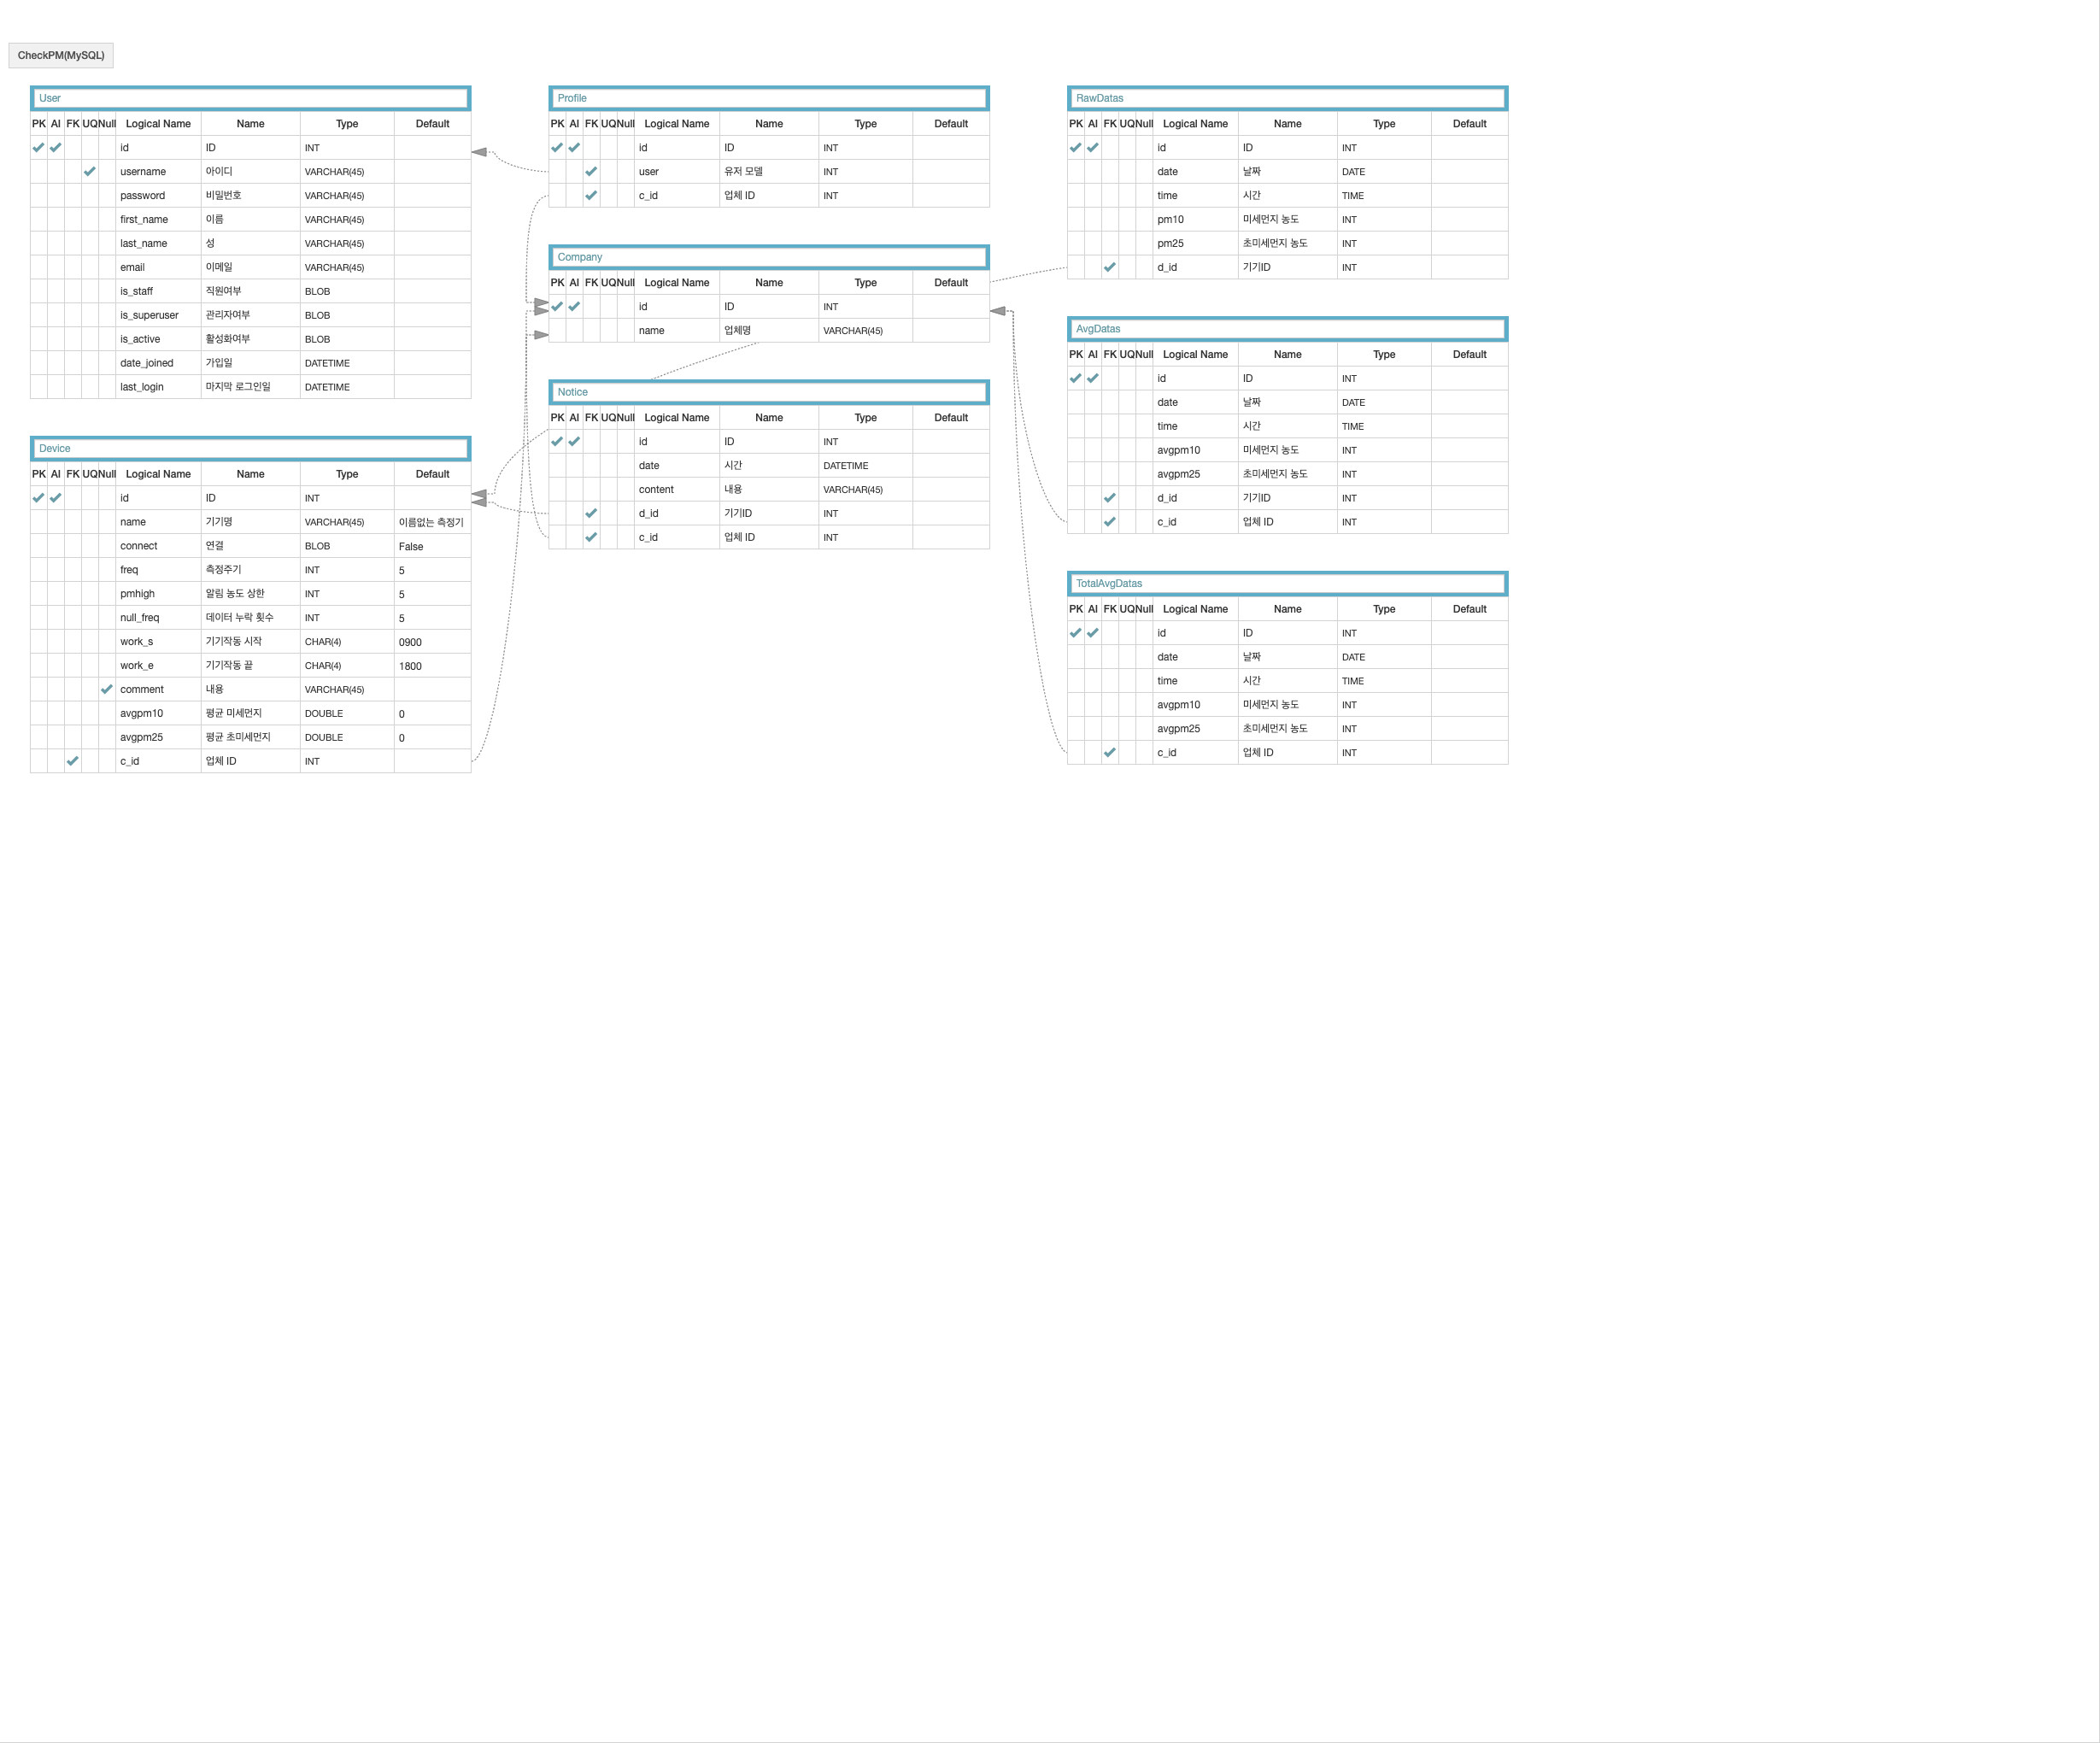 CheckPM(MySQL)
User
PK AI FK UQ Null Logical Name Name Type Default
id ID INT
username 아이디 VARCHAR(45)
password 비밀번호 VARCHAR(45)
first_name 이름 VARCHAR(45)
last_name 성 VARCHAR(45)
email 이메일 VARCHAR(45)
is_staff 직원여부 BLOB
is_superuser 관리자여부 BLOB
is_active 활성화여부 BLOB
date_joined 가입일 DATETIME
last_login 마지막 로그인일 DATETIME
Device
PK AI FK UQ Null Logical Name Name Type Default
id ID INT
name 기기명 VARCHAR(45) 이름없는 측정기
connect 연결 BLOB False
freq 측정주기 INT 5
pmhigh 알림 농도 상한 INT 5
null_freq 데이터 누락 횟수 INT 5
work_s 기기작동 시작 CHAR(4) 0900
work_e 기기작동 끝 CHAR(4) 1800
comment 내용 VARCHAR(45)
avgpm10 평균 미세먼지 DOUBLE 0
avgpm25 평균 초미세먼지 DOUBLE 0
c_id 업체 ID INT
Profile
PK AI FK UQ Null Logical Name Name Type Default
id ID INT
user 유저 모델 INT
c_id 업체 ID INT
Company
PK AI FK UQ Null Logical Name Name Type Default
id ID INT
name 업체명 VARCHAR(45)
Notice
PK AI FK UQ Null Logical Name Name Type Default
id ID INT
date 시간 DATETIME
content 내용 VARCHAR(45)
d_id 기기ID INT
c_id 업체 ID INT
RawDatas
PK AI FK UQ Null Logical Name Name Type Default
id ID INT
date 날짜 DATE
time 시간 TIME
pm10 미세먼지 농도 INT
pm25 초미세먼지 농도 INT
d_id 기기ID INT
AvgDatas
PK AI FK UQ Null Logical Name Name Type Default
id ID INT
date 날짜 DATE
time 시간 TIME
avgpm10 미세먼지 농도 INT
avgpm25 초미세먼지 농도 INT
d_id 기기ID INT
c_id 업체 ID INT
TotalAvgDatas
PK AI FK UQ Null Logical Name Name Type Default
id ID INT
date 날짜 DATE
time 시간 TIME
avgpm10 미세먼지 농도 INT
avgpm25 초미세먼지 농도 INT
c_id 업체 ID INT